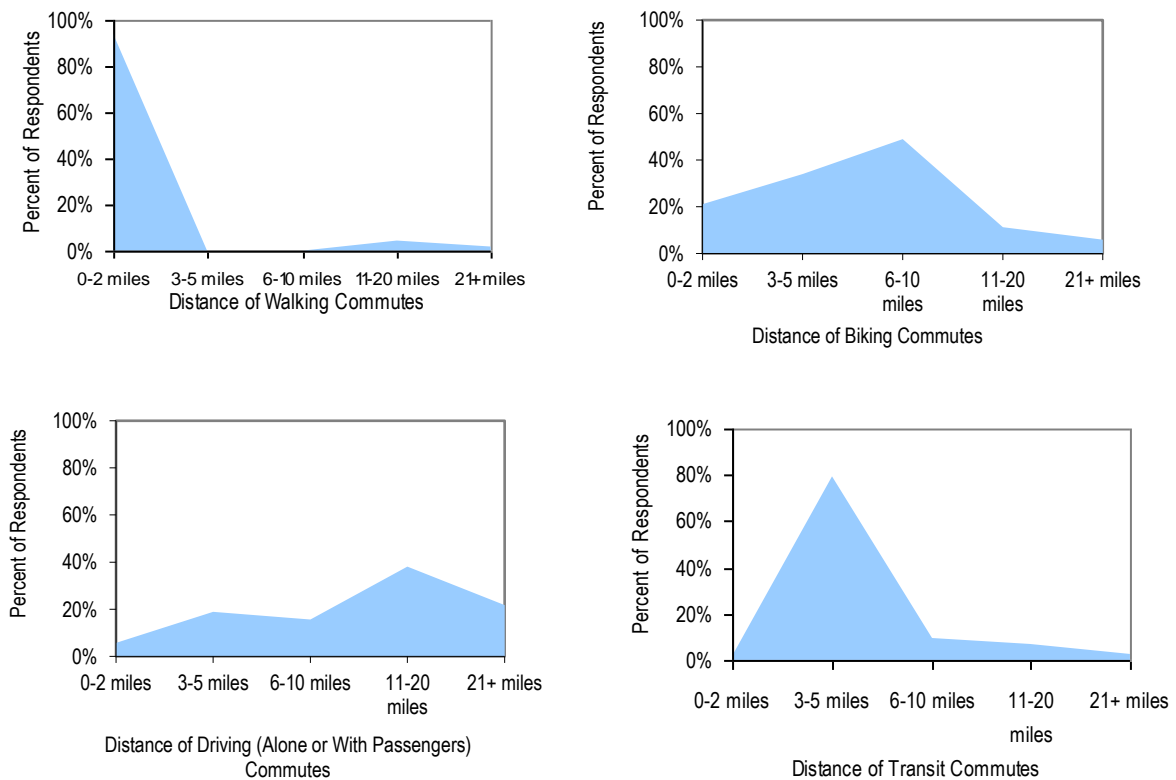 Percent of Respondents
100%
80%
60%
40%
20%
0%
0-2 miles 3-5 miles 6-10 miles 11-20 miles 21+miles
Distance of Walking Commutes
Percent of Respondents
100%
80%
60%
40%
20%
0%
0-2 miles 3-5 miles 6-10 11-20 21+ miles
miles miles
Distance of Biking Commutes
Percent of Respondents
100%
80%
60%
40%
20%
0%
0-2 miles 3-5 miles 6-10 miles 11-20 21+ miles
miles
Distance of Driving (Alone or With Passengers)
Commutes
Percent of Respondents
100%
80%
60%
40%
20%
0%
0-2 miles 3-5 miles 6-10 miles 11-20 21+ miles
miles
Distance of Transit Commutes